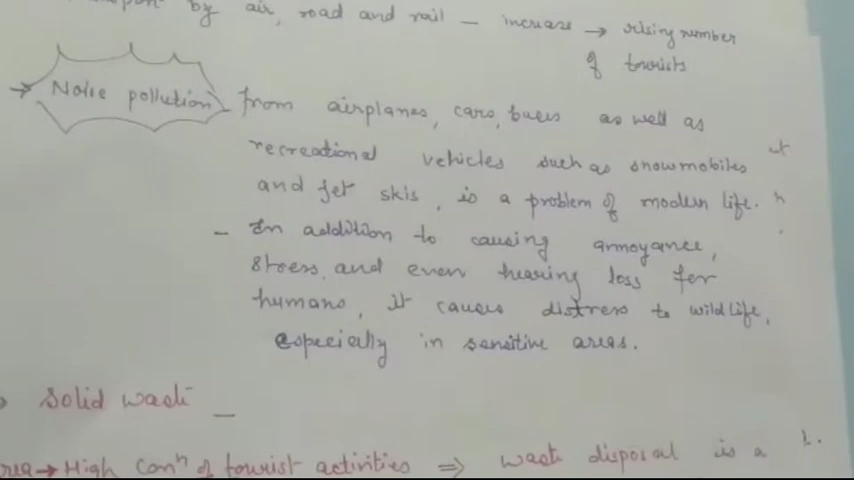 by air, road and rail – increase → rising number
of tourists
→ Noise pollution – from airplanes, cars, buses as well as
recreational vehicles such as snowmobiles
and jet skis, is a problem of modern life.
– In addition to causing annoyance,
stress, and even hearing loss for
humans, it causes distress to wildlife,
especially in sensitive areas.
Solid waste –
→ High conⁿ of tourist activities ⇒ waste disposal is a